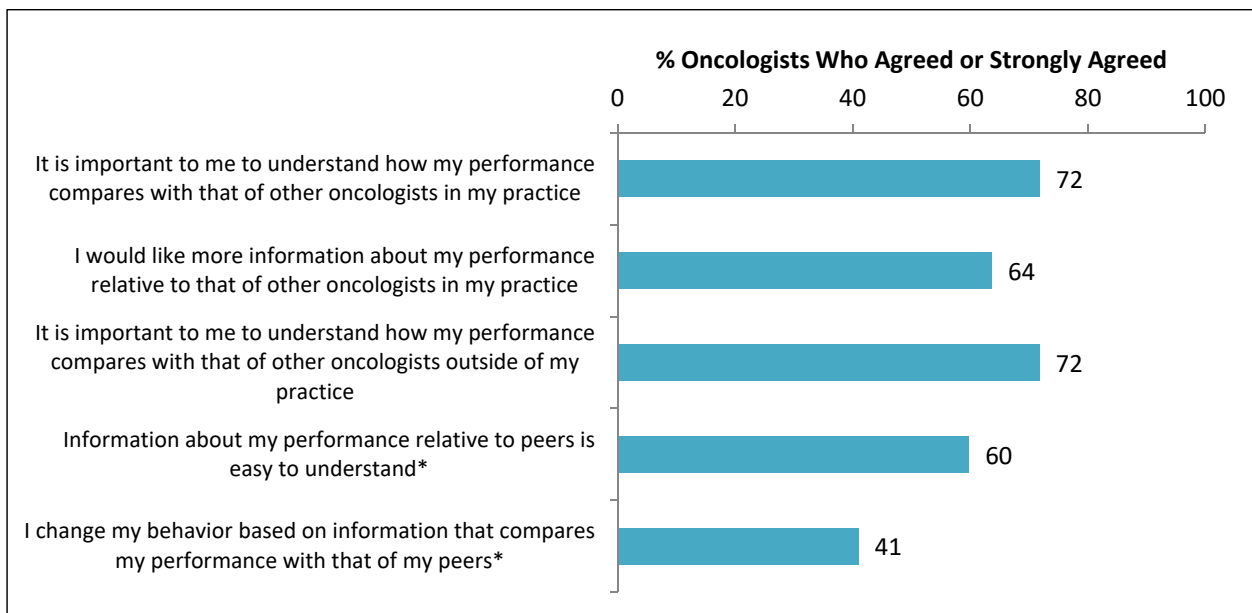 % Oncologists Who Agreed or Strongly Agreed
0 20 40 60 80 100
It is important to me to understand how my performance
compares with that of other oncologists in my practice
72
I would like more information about my performance
relative to that of other oncologists in my practice
64
It is important to me to understand how my performance
compares with that of other oncologists outside of my
practice
72
Information about my performance relative to peers is
easy to understand*
60
I change my behavior based on information that compares
my performance with that of my peers*
41